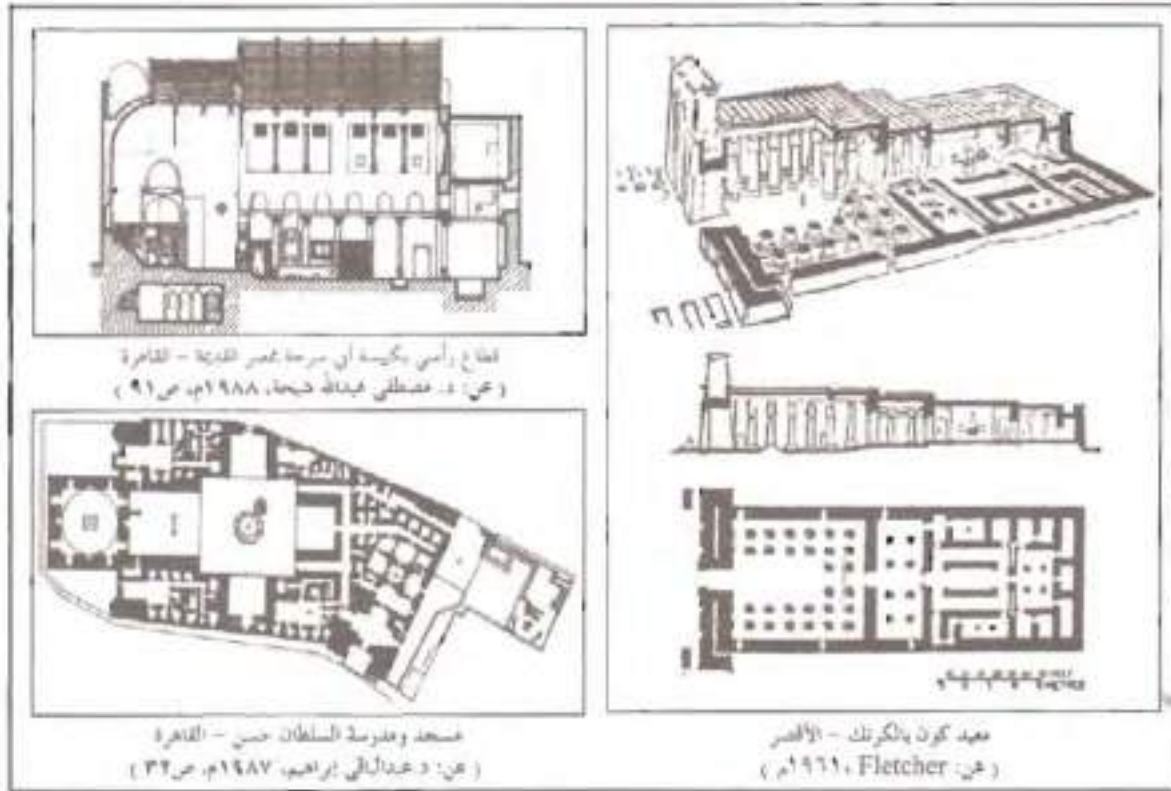 قطاع رأسي بكنيسة أبي سرجة بمصر القديمة - القاهرة
(عن: د. مصطفى عبدالله شيحة، ١٩٨٨م، ص٩١)
مسجد ومدرسة السلطان حسن - القاهرة
(عن: د. عبدالباقي إبراهيم، ١٩٨٧م، ص٣٢)
معبد كون بالكرنك - الأقصر
(عن: Fletcher، ١٩٦١م)